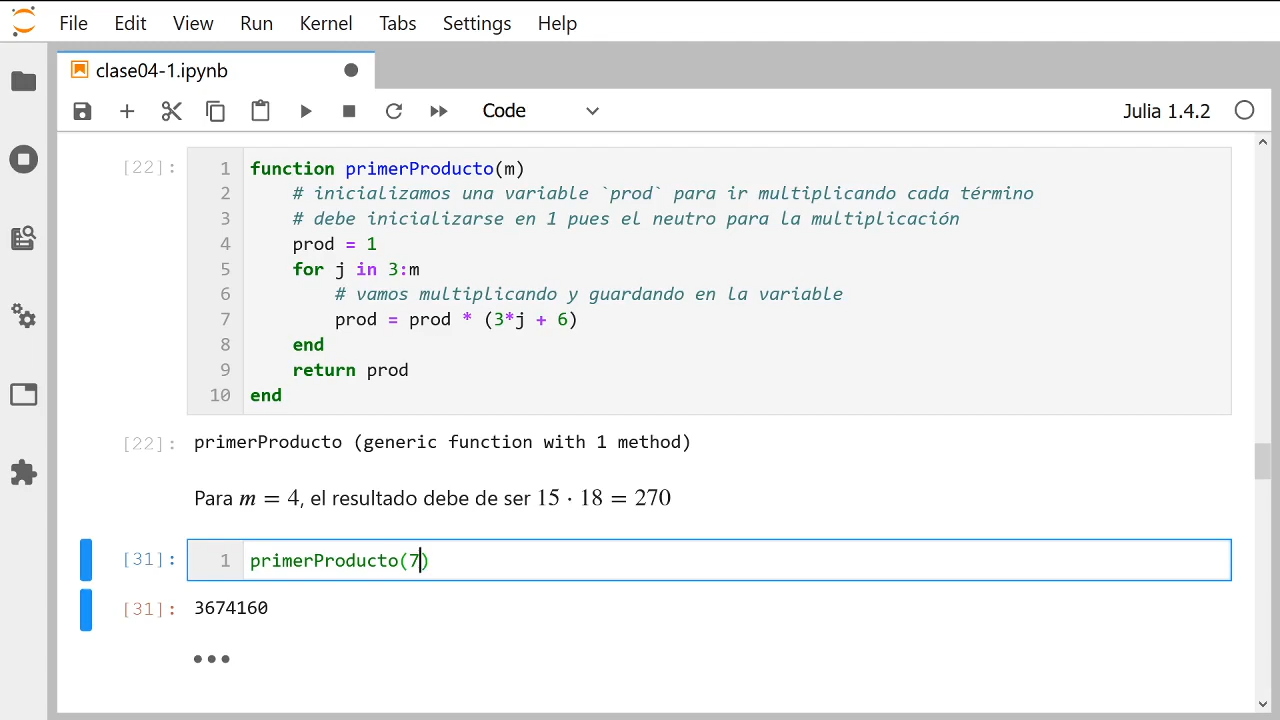 File Edit View Run Kernel Tabs Settings Help
clase04-1.ipynb
Code
Julia 1.4.2
[22]:
1 function primerProducto(m)
2 # inicializamos una variable `prod` para ir multiplicando cada término
3 # debe inicializarse en 1 pues el neutro para la multiplicación
4 prod = 1
5 for j in 3:m
6 # vamos multiplicando y guardando en la variable
7 prod = prod * (3*j + 6)
8 end
9 return prod
10 end
[22]: primerProducto (generic function with 1 method)
Para m = 4, el resultado debe de ser 15 · 18 = 270
[31]: 1 primerProducto(7)
[31]: 3674160